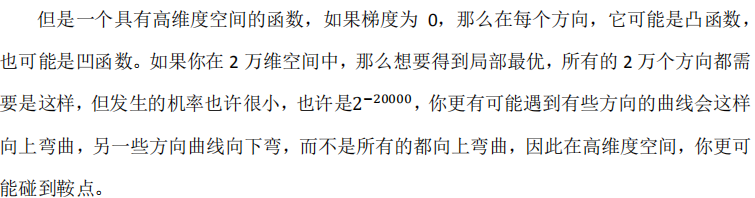 但是一个具有高维度空间的函数，如果梯度为 0，那么在每个方向，它可能是凸函数，
也可能是凹函数。如果你在 2 万维空间中，那么想要得到局部最优，所有的 2 万个方向都需
要是这样，但发生的机率也许很小，也许是2⁻²⁰⁰⁰⁰，你更有可能遇到有些方向的曲线会这样
向上弯曲，另一些方向曲线向下弯，而不是所有的都向上弯曲，因此在高维度空间，你更可
能碰到鞍点。